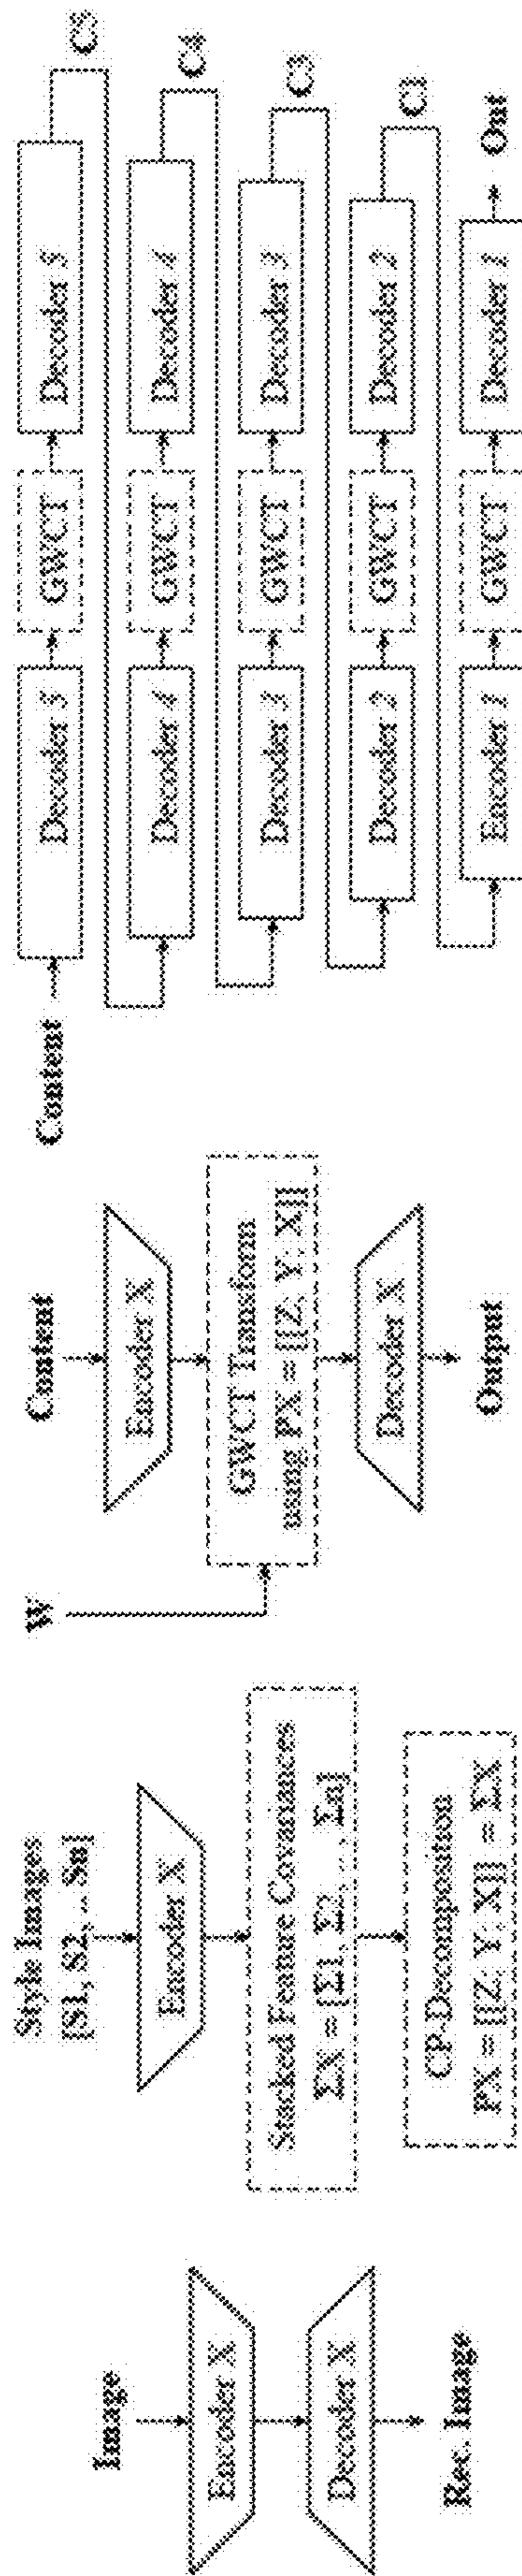 Image
Encoder X
Decoder X
Rec. Image
Style Images
[S1, S2, .. Sn]
Encoder X
Stacked Feature Covariances
ΣX = [Σ1, Σ2, .. , Σn]
CP-Decomposition
PX = [[Z; Y; X]] = ΣX
W
Content
Encoder X
GWCT Transform
using PX = [[Z; Y; X]]
Decoder X
Output
Content
Decoder 5
GWCT
Decoder 5
C5
Decoder 4
GWCT
Decoder 4
C4
Decoder 3
GWCT
Decoder 3
C3
Decoder 2
GWCT
Decoder 2
C1
Encoder 1
GWCT
Decoder 1
Out